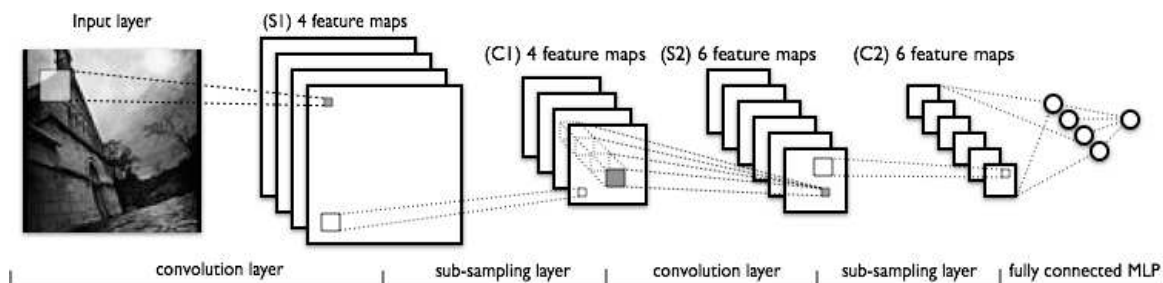 Input layer
(S1) 4 feature maps
(C1) 4 feature maps
(S2) 6 feature maps
(C2) 6 feature maps
convolution layer
sub-sampling layer
convolution layer
sub-sampling layer
fully connected MLP